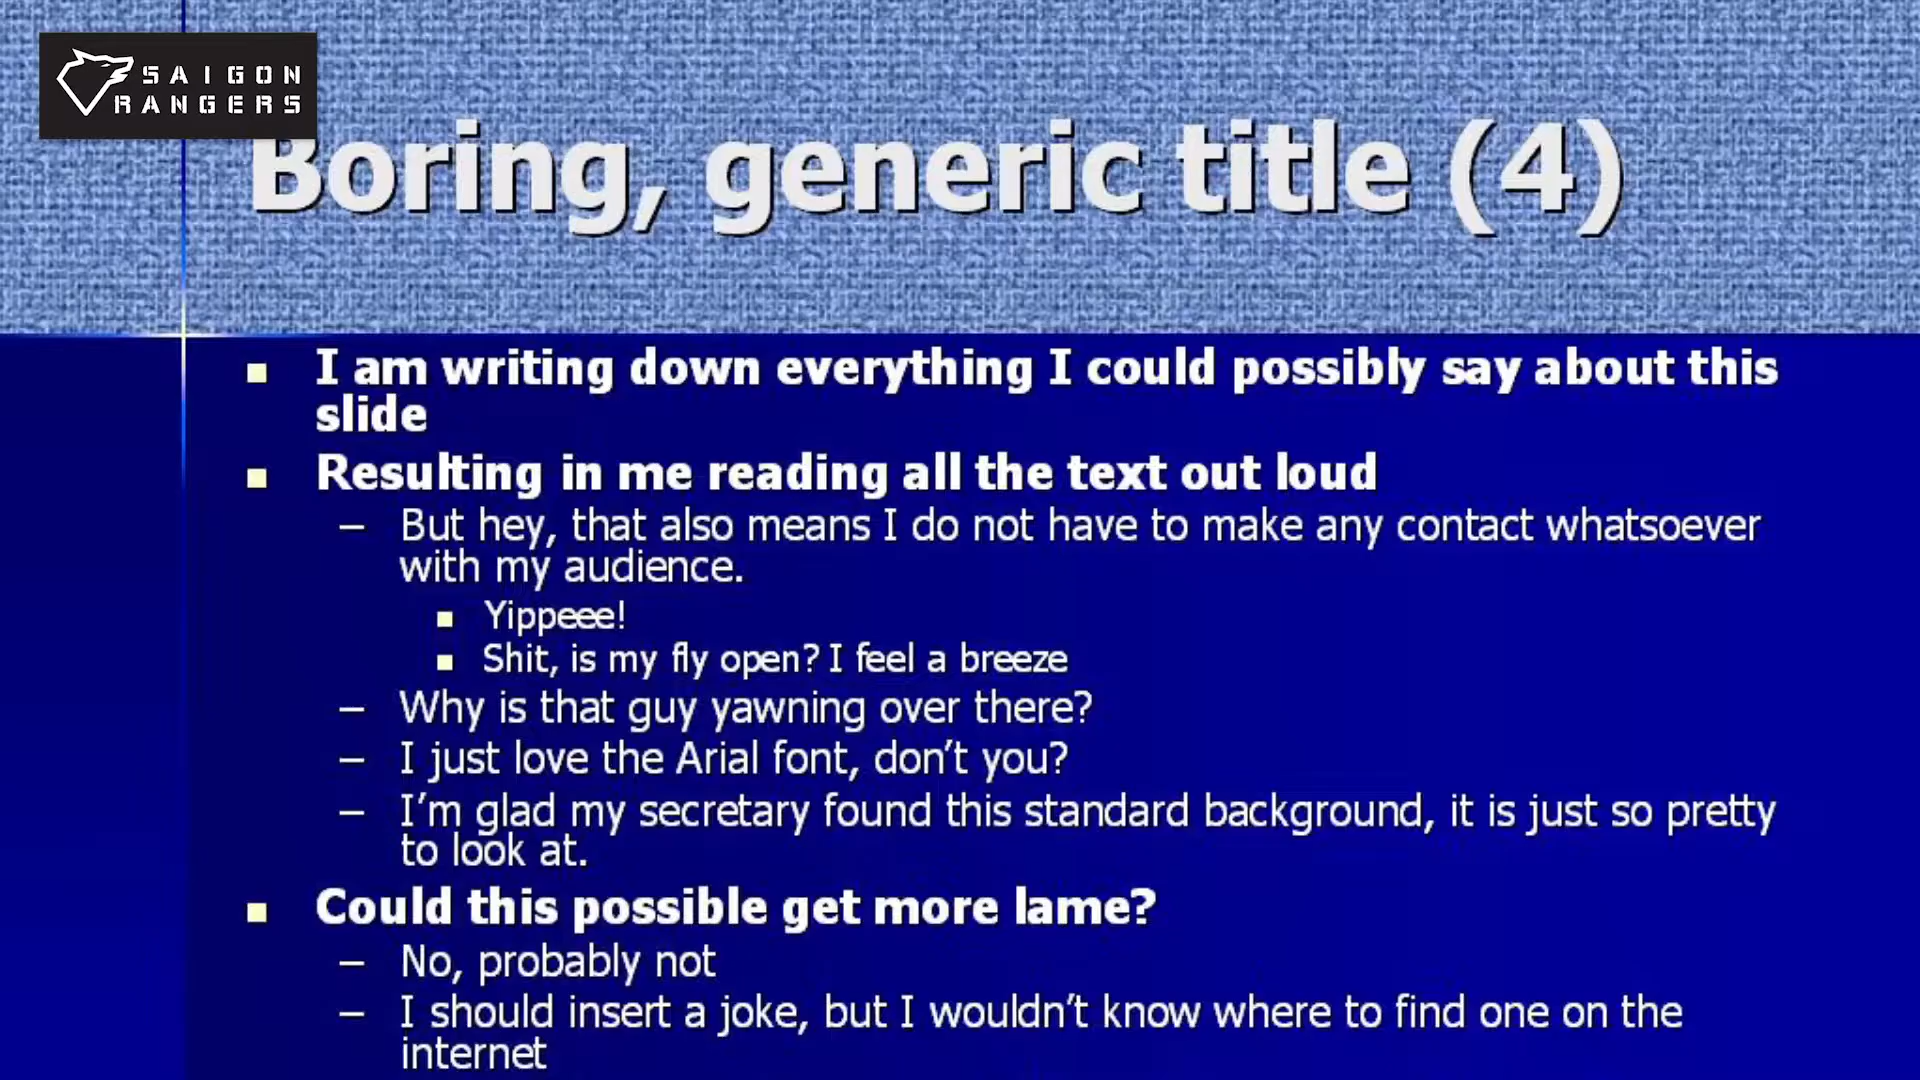 SAIGON
RANGERS
Boring, generic title (4)
I am writing down everything I could possibly say about this
slide
Resulting in me reading all the text out loud
– But hey, that also means I do not have to make any contact whatsoever
with my audience.
Yippeee!
Shit, is my fly open? I feel a breeze
– Why is that guy yawning over there?
– I just love the Arial font, don't you?
– I'm glad my secretary found this standard background, it is just so pretty
to look at.
Could this possible get more lame?
– No, probably not
– I should insert a joke, but I wouldn't know where to find one on the
internet